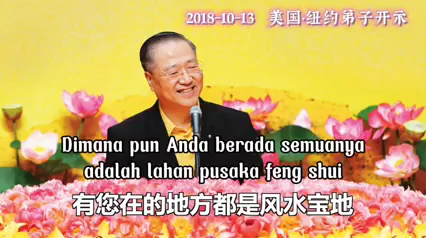 2018-10-13 美国·纽约弟子开示
Dimana pun Anda berada semuanya
adalah lahan pusaka feng shui
有您在的地方都是风水宝地